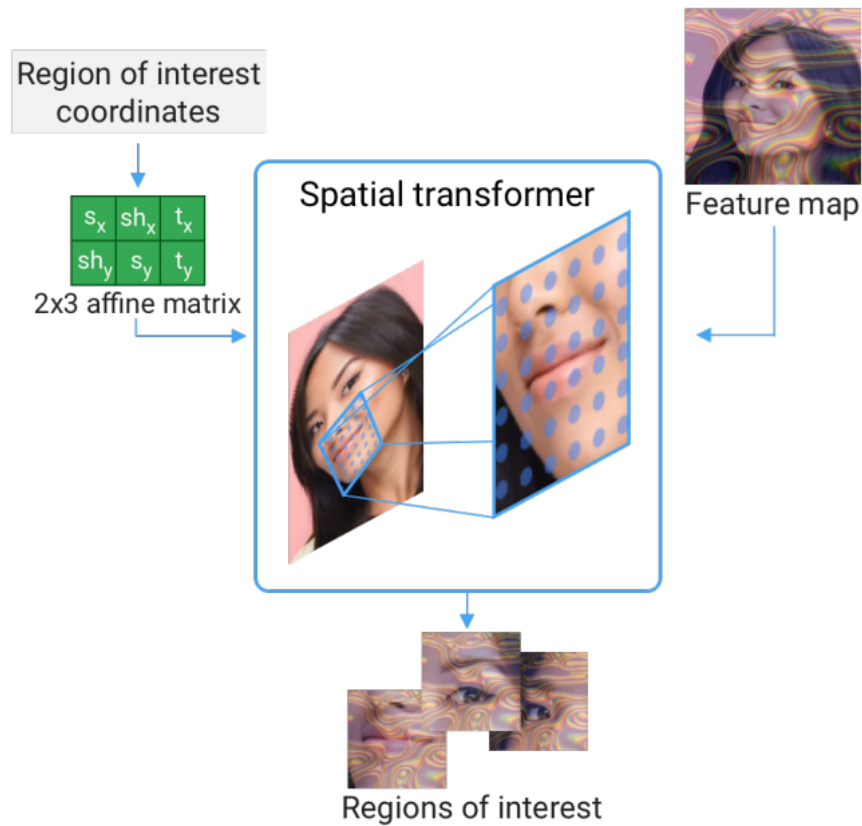 Region of interest
coordinates
s_x sh_x t_x
sh_y s_y t_y
2x3 affine matrix
Spatial transformer
Feature map
Regions of interest